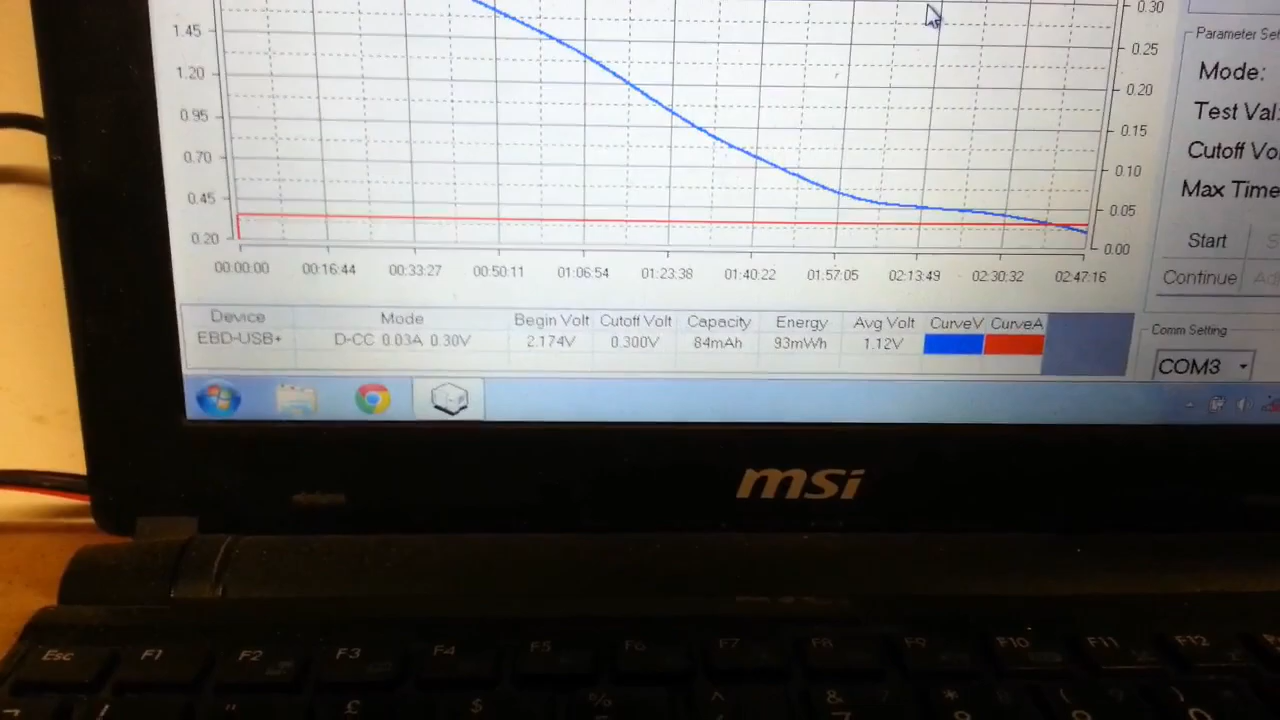 1.45
1.20
0.95
0.70
0.45
0.20
0.30
0.25
0.20
0.15
0.10
0.05
0.00
00:00:00 00:16:44 00:33:27 00:50:11 01:06:54 01:23:38 01:40:22 01:57:05 02:13:49 02:30:32 02:47:16
Device Mode Begin Volt Cutoff Volt Capacity Energy Avg Volt CurveV CurveA
EBD-USB+ D-CC 0.03A 0.30V 2.174V 0.300V 84mAh 93mWh 1.12V
Parameter Set
Mode:
Test Val:
Cutoff Vo
Max Time
Start S
Continue Ad
Comm Setting
COM3
msi
Esc F1 F2 F3 F4 F5 F6 F7 F8 F9 F10 F11 F12
! " £ $ % ^ & * ( )